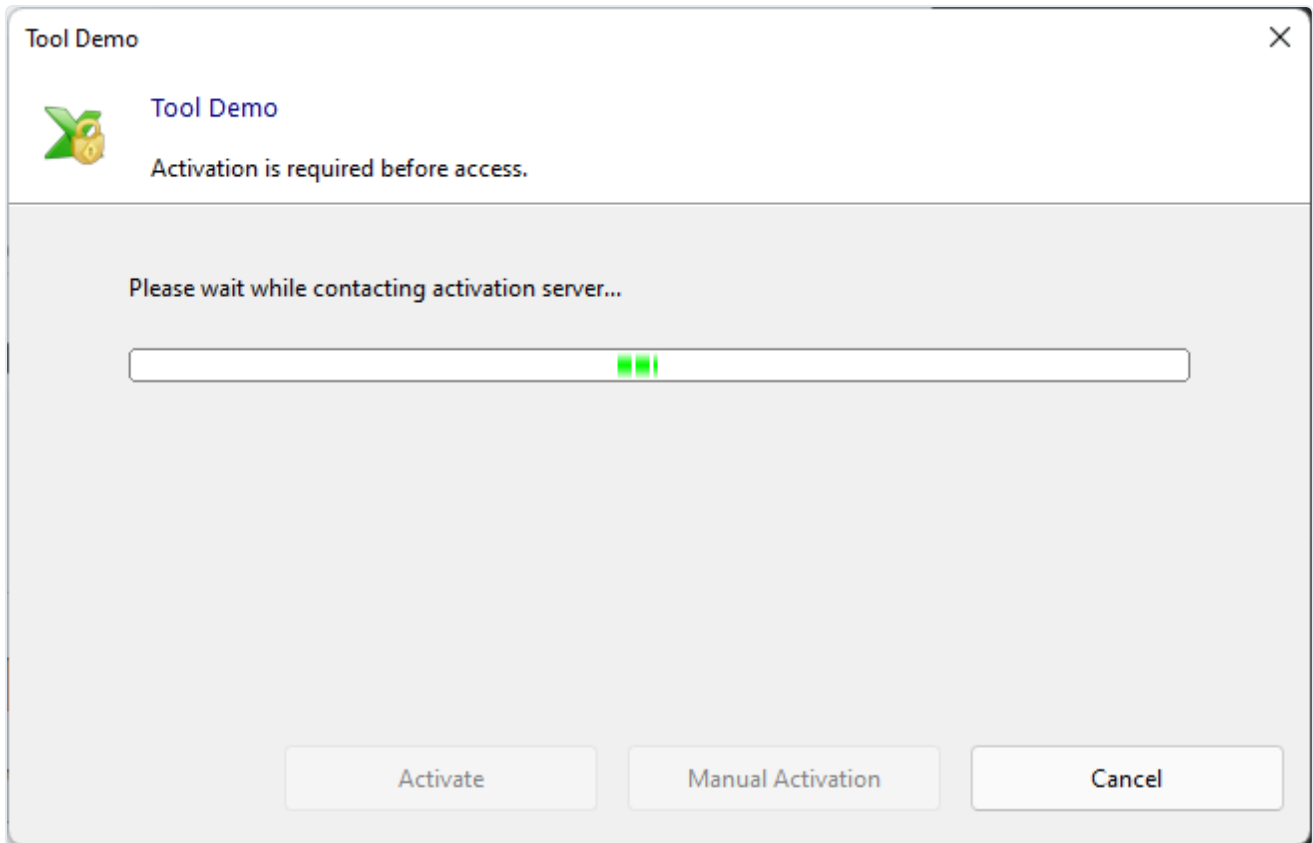 Tool Demo
Tool Demo
Activation is required before access.
Please wait while contacting activation server...
Activate
Manual Activation
Cancel